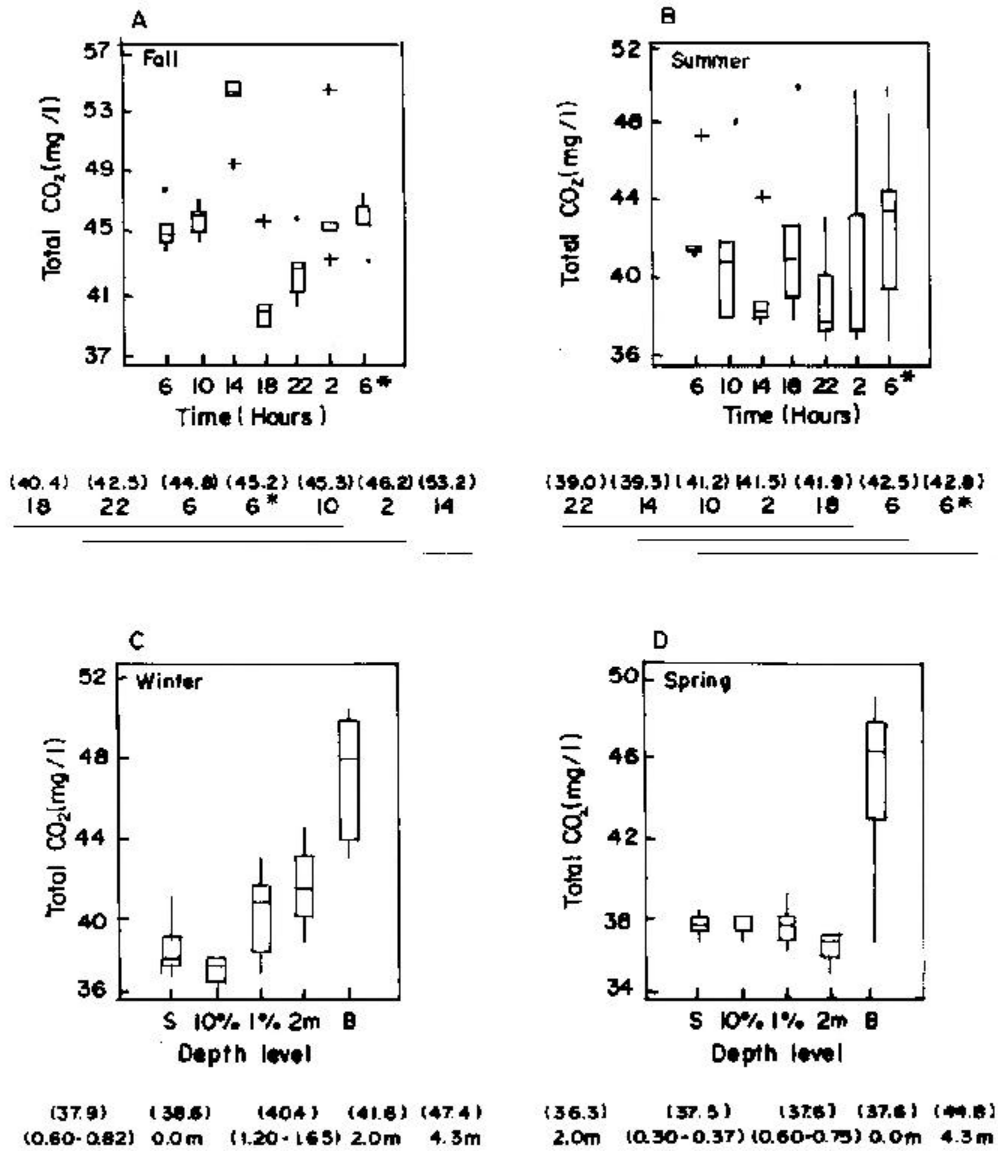 A
Fall
Total CO₂(mg/l)
57
53
49
45
41
37
6 10 14 18 22 2 6*
Time (Hours)
(40.4) (42.5) (44.8) (45.2) (45.3) (46.2) (53.2)
18 22 6 6* 10 2 14
B
Summer
Total CO₂(mg/l)
52
48
44
40
36
6 10 14 18 22 2 6*
Time (Hours)
(39.0) (39.3) (41.2) (41.5) (41.9) (42.5) (42.8)
22 14 10 2 18 6 6*
C
Winter
Total CO₂(mg/l)
52
48
44
40
36
S 10% 1% 2m B
Depth level
(37.9) (38.6) (40.4) (41.8) (47.4)
(0.60-0.82) 0.0m (1.20-1.65) 2.0m 4.3m
D
Spring
Total CO₂(mg/l)
50
46
42
38
34
S 10% 1% 2m B
Depth level
(36.3) (37.5) (37.6) (37.6) (44.8)
2.0m (0.30-0.37) (0.60-0.75) 0.0m 4.3m